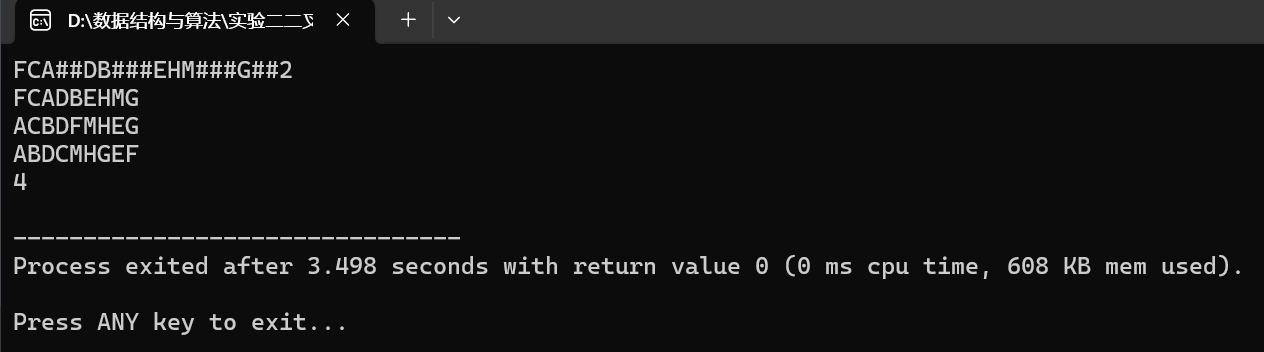 D:\数据结构与算法\实验二二叉
FCA##DB###EHM###G##2
FCADBEHMG
ACBDFMHEG
ABDCMHGEF
4
--------------------------------
Process exited after 3.498 seconds with return value 0 (0 ms cpu time, 608 KB mem used).
Press ANY key to exit...